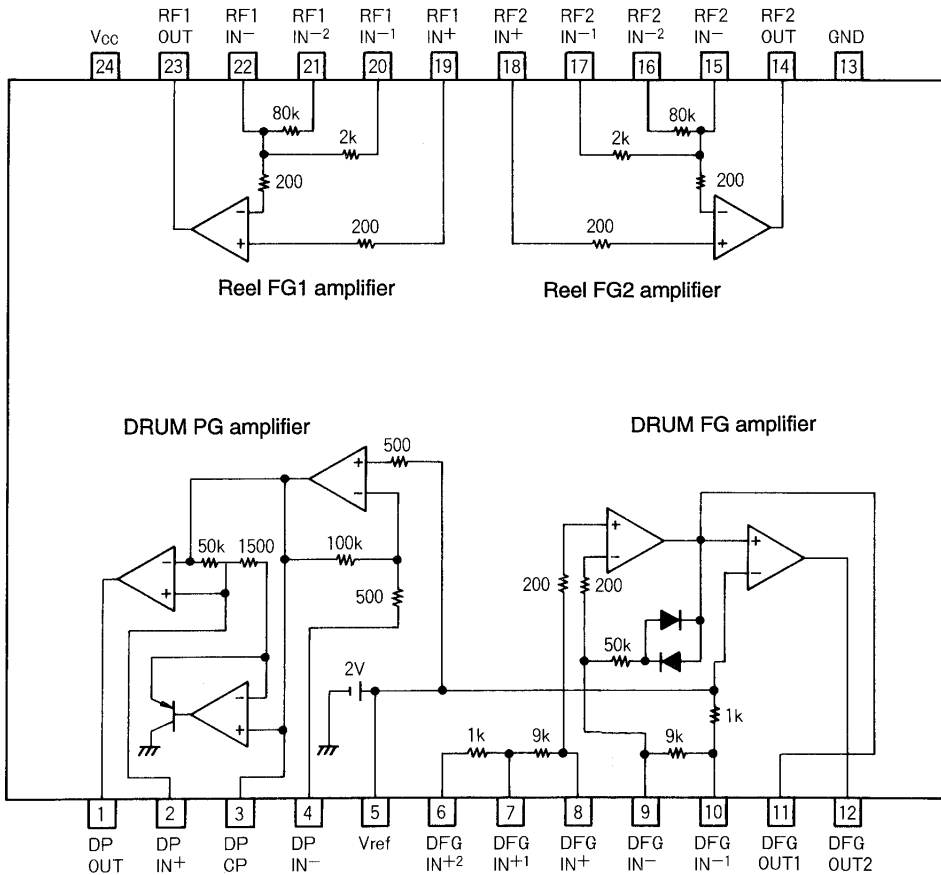 RF1 RF1 RF1 RF1 RF1 RF2 RF2 RF2 RF2 RF2
VCC OUT IN− IN−2 IN−1 IN+ IN+ IN−1 IN−2 IN− OUT GND
24 23 22 21 20 19 18 17 16 15 14 13
80k 80k
2k 2k
200 200
− −
200 200
+ +
Reel FG1 amplifier Reel FG2 amplifier
DRUM PG amplifier DRUM FG amplifier
500
+
−
+ +
50k 1500 100k
− − −
200 200
+ 500
50k
2V
− 1k
+ 1k 9k 9k
1 2 3 4 5 6 7 8 9 10 11 12
DP DP DP DP Vref DFG DFG DFG DFG DFG DFG DFG
OUT IN+ CP IN− IN+2 IN+1 IN+ IN− IN−1 OUT1 OUT2